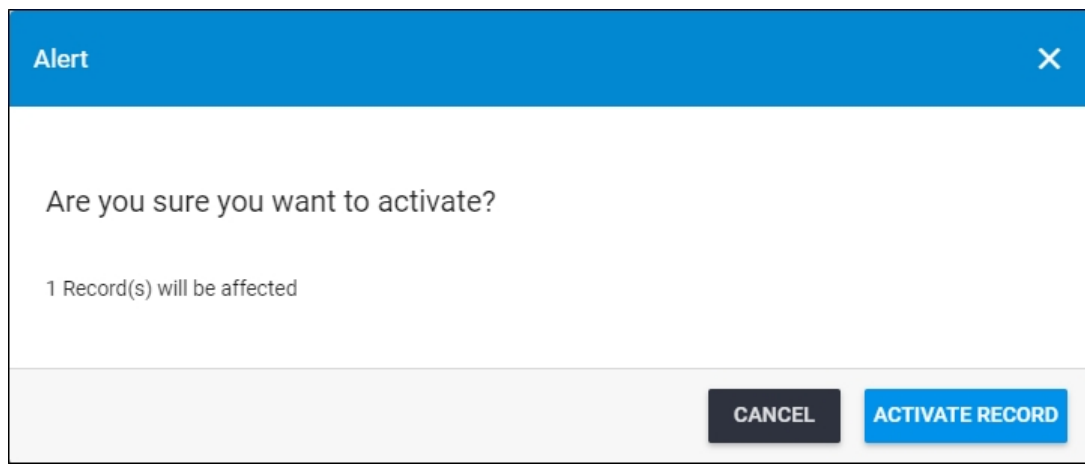 Alert
Are you sure you want to activate?
1 Record(s) will be affected
CANCEL
ACTIVATE RECORD